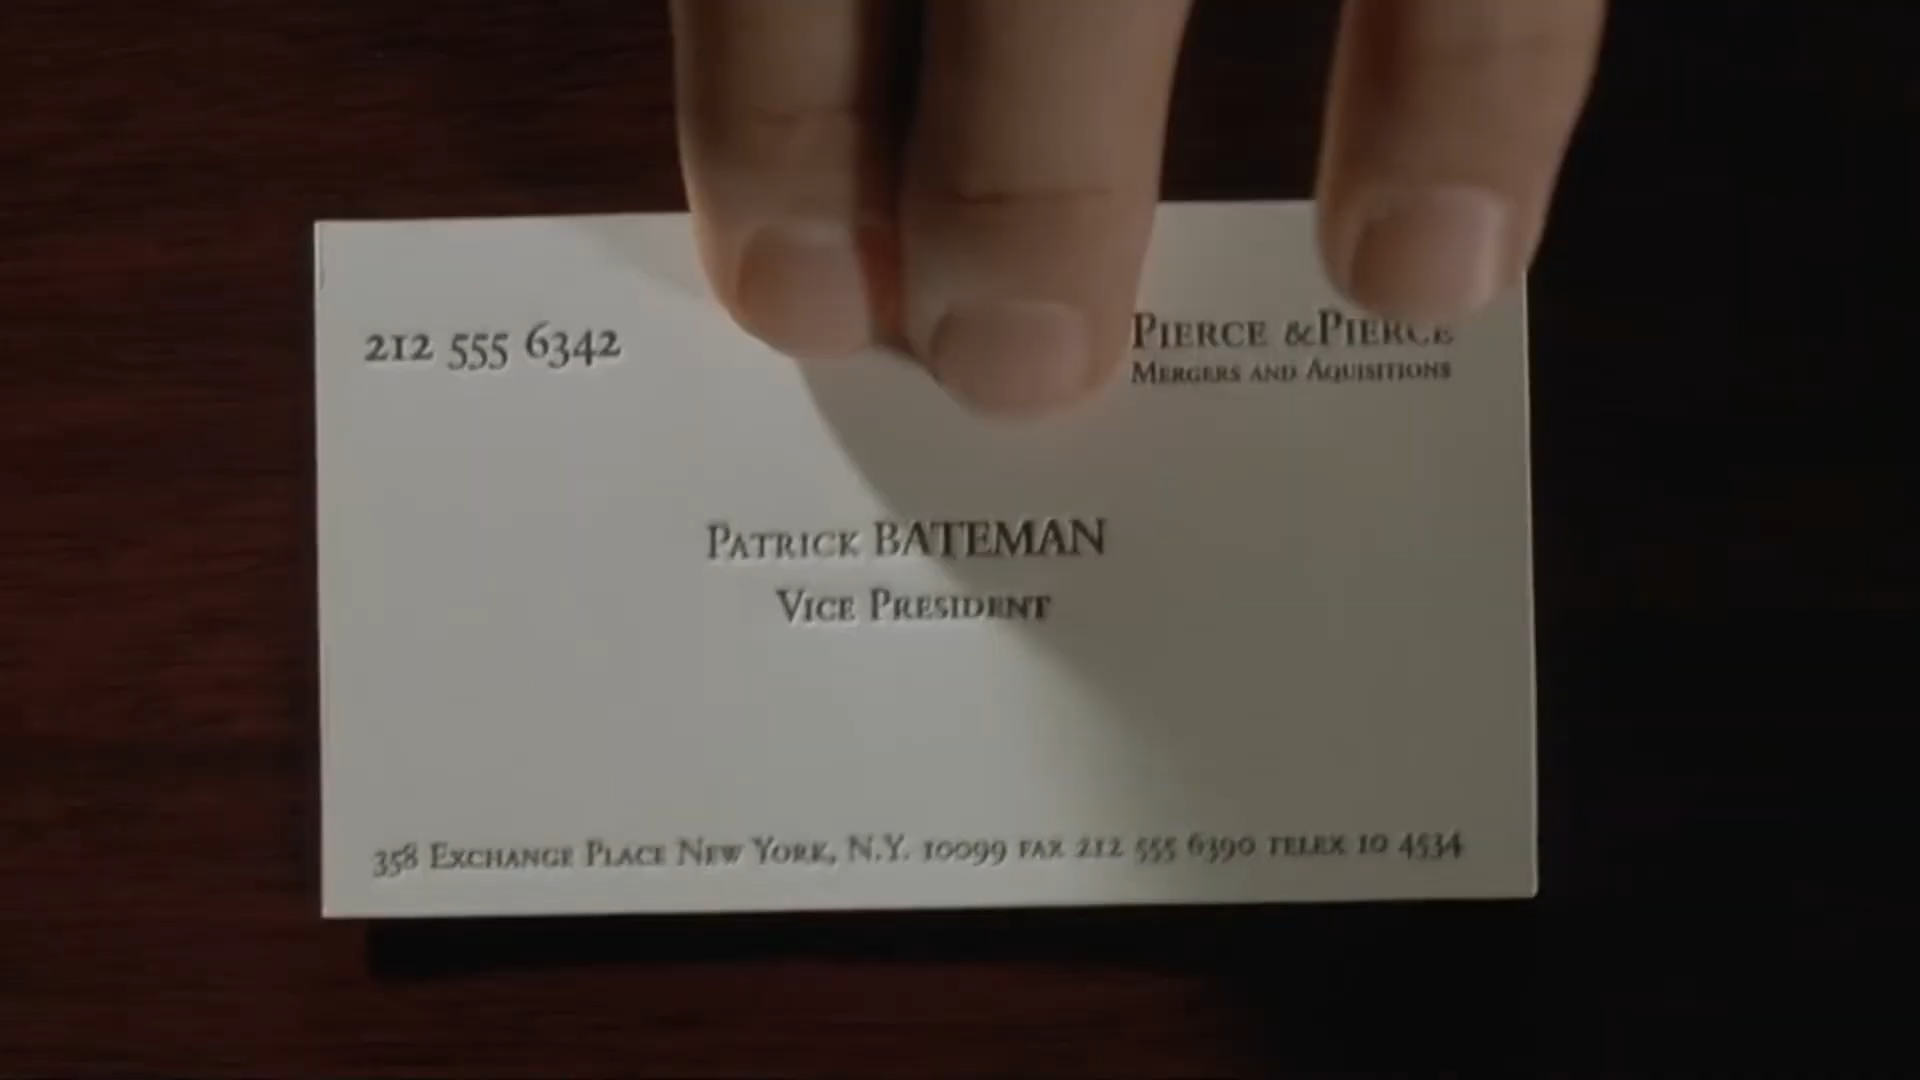 212 555 6342
PIERCE &PIERCE
MERGERS AND AQUISITIONS
PATRICK BATEMAN
VICE PRESIDENT
358 EXCHANGE PLACE NEW YORK, N.Y. 10099 FAX 212 555 6390 TELEX 10 4534